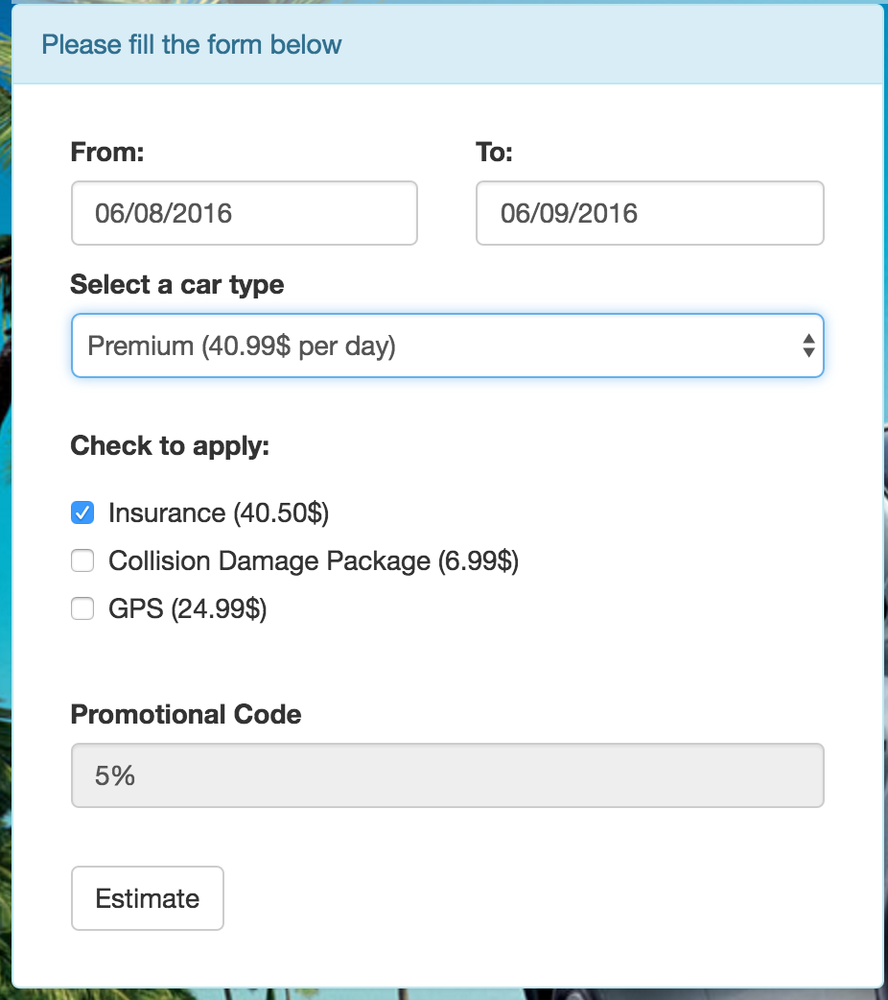 Please fill the form below
From: To:
06/08/2016 06/09/2016
Select a car type
Premium (40.99$ per day)
Check to apply:
Insurance (40.50$)
Collision Damage Package (6.99$)
GPS (24.99$)
Promotional Code
5%
Estimate